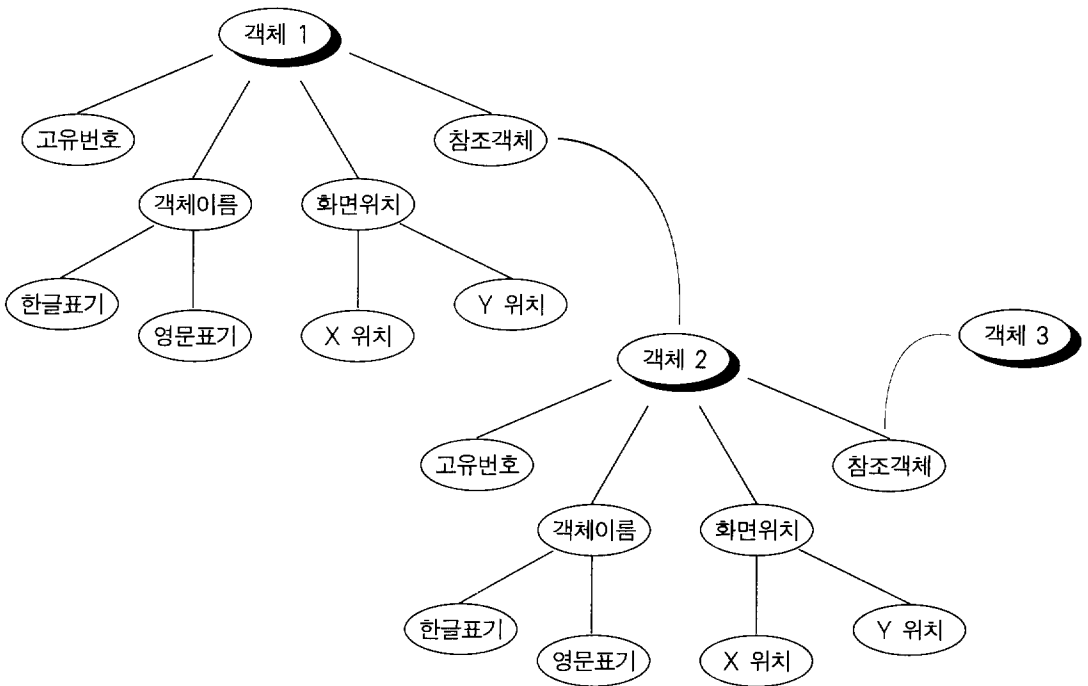 객체 1
고유번호
참조객체
객체이름
화면위치
한글표기
영문표기
X 위치
Y 위치
객체 2
객체 3
고유번호
참조객체
객체이름
화면위치
한글표기
영문표기
X 위치
Y 위치